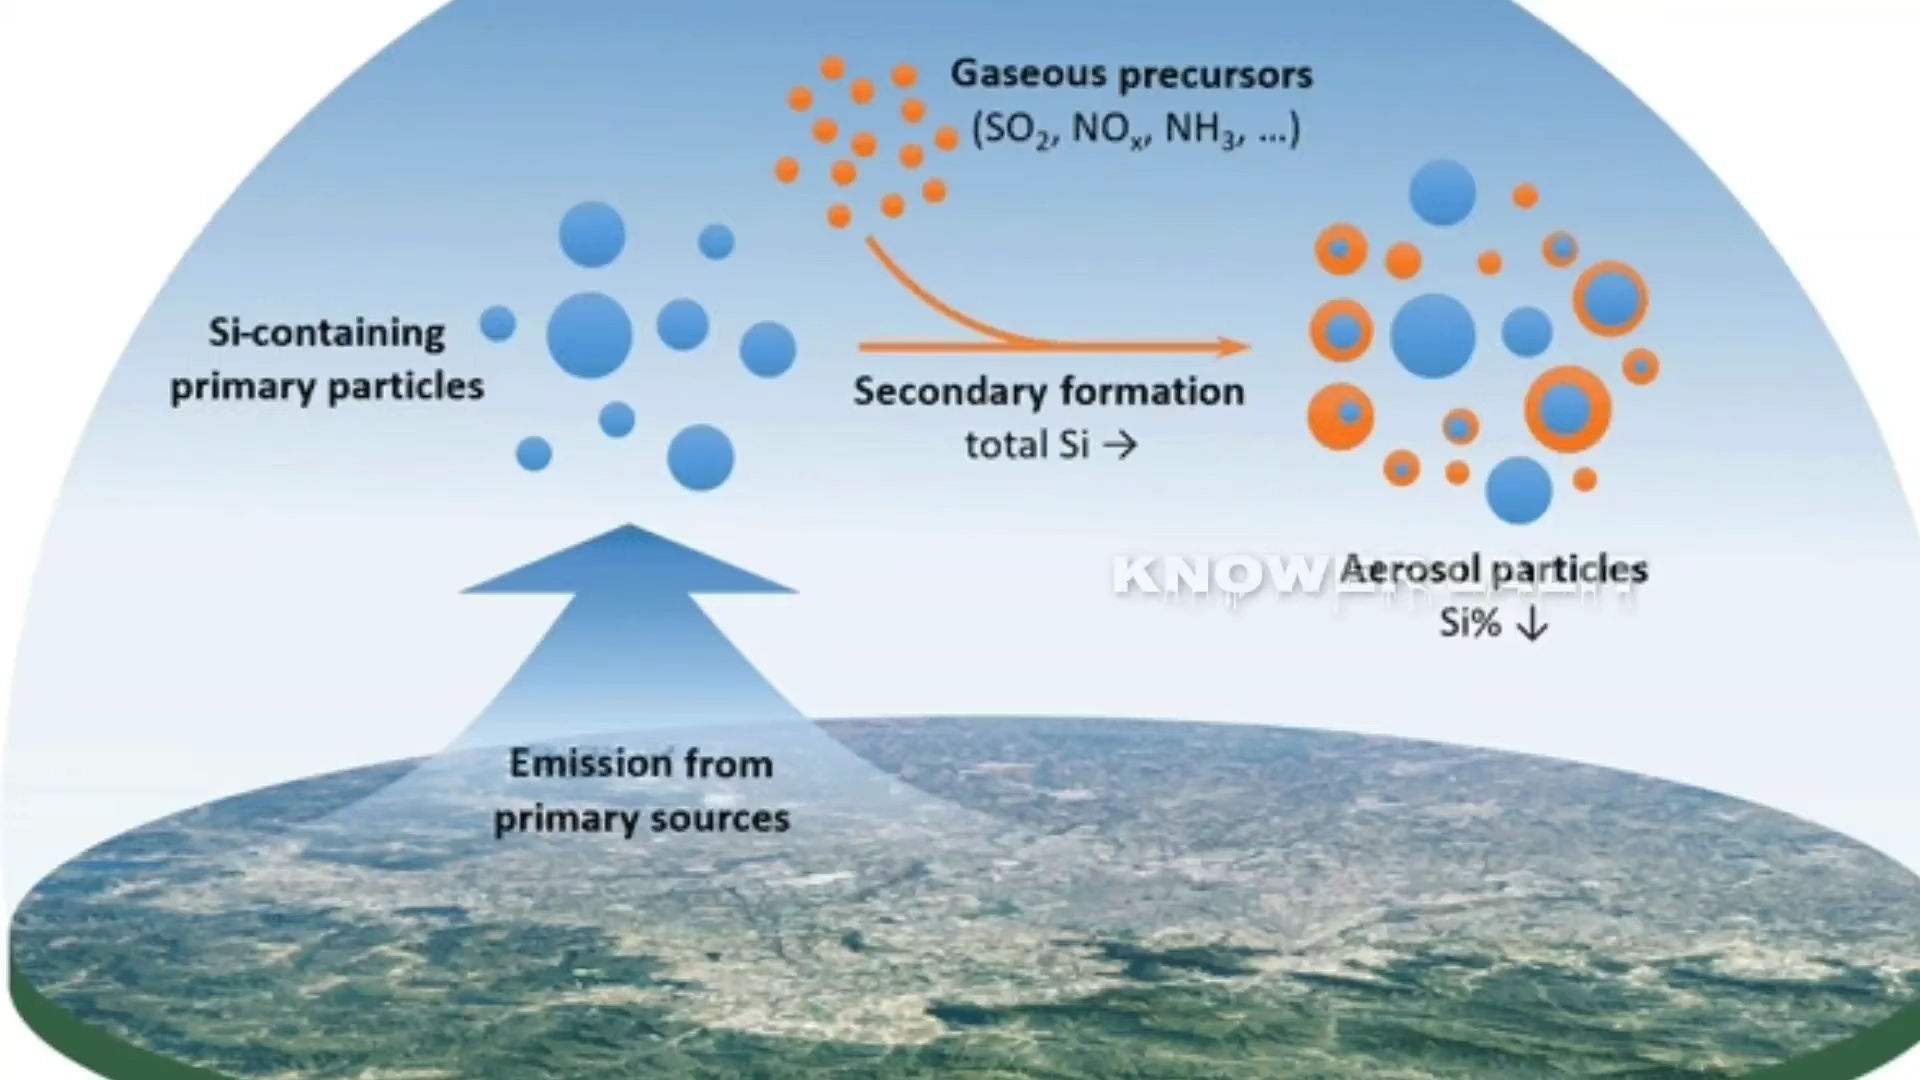 Gaseous precursors
(SO₂, NOₓ, NH₃, ...)
Si-containing
primary particles
Secondary formation
total Si →
KNOW
Aerosol particles
Si% ↓
Emission from
primary sources